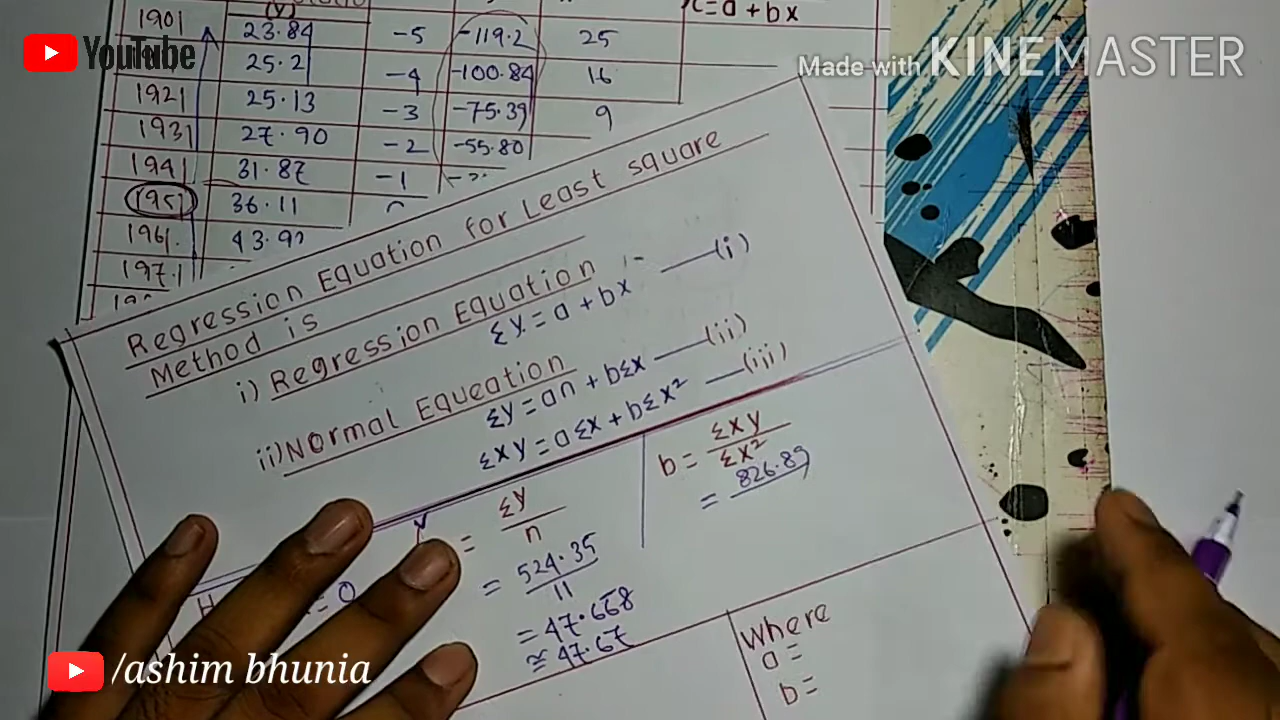 YouTube
Made with KINEMASTER
(Y)
Yc = a + bx
1901 23.84 -5 -119.2 25
25.2 -4 -100.84 16
1921 25.13 -3 -75.39 9
1931 27.90 -2 -55.80
1941 31.87 -1
1951 36.11
1961 43.92
1971
Regression Equation for Least square
Method is
i) Regression Equation :-
ΣY = a + bx —(i)
ii) Normal Equeation
Σy = an + bΣx —(ii)
Σxy = aΣx + bΣx² —(iii)
= ΣY / n
= 524.35 / 11
= 47.668
≅ 47.67
b = ΣXY / ΣX²
= 826.89
H
= 0
Where
a =
b =
/ashim bhunia